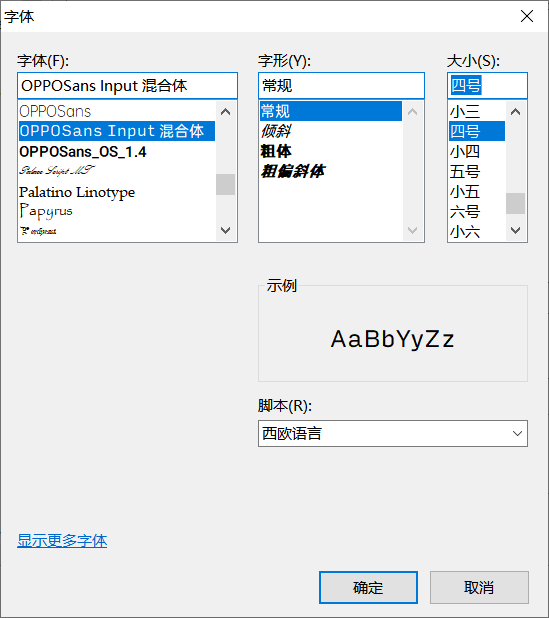 字体
字体(F):
OPPOSans Input 混合体
OPPOSans
OPPOSans Input 混合体
OPPOSans_OS_1.4
Palace Script MT
Palatino Linotype
Papyrus
字形(Y):
常规
常规
倾斜
粗体
粗偏斜体
大小(S):
四号
小三
四号
小四
五号
小五
六号
小六
示例
AaBbYyZz
脚本(R):
西欧语言
显示更多字体
确定
取消